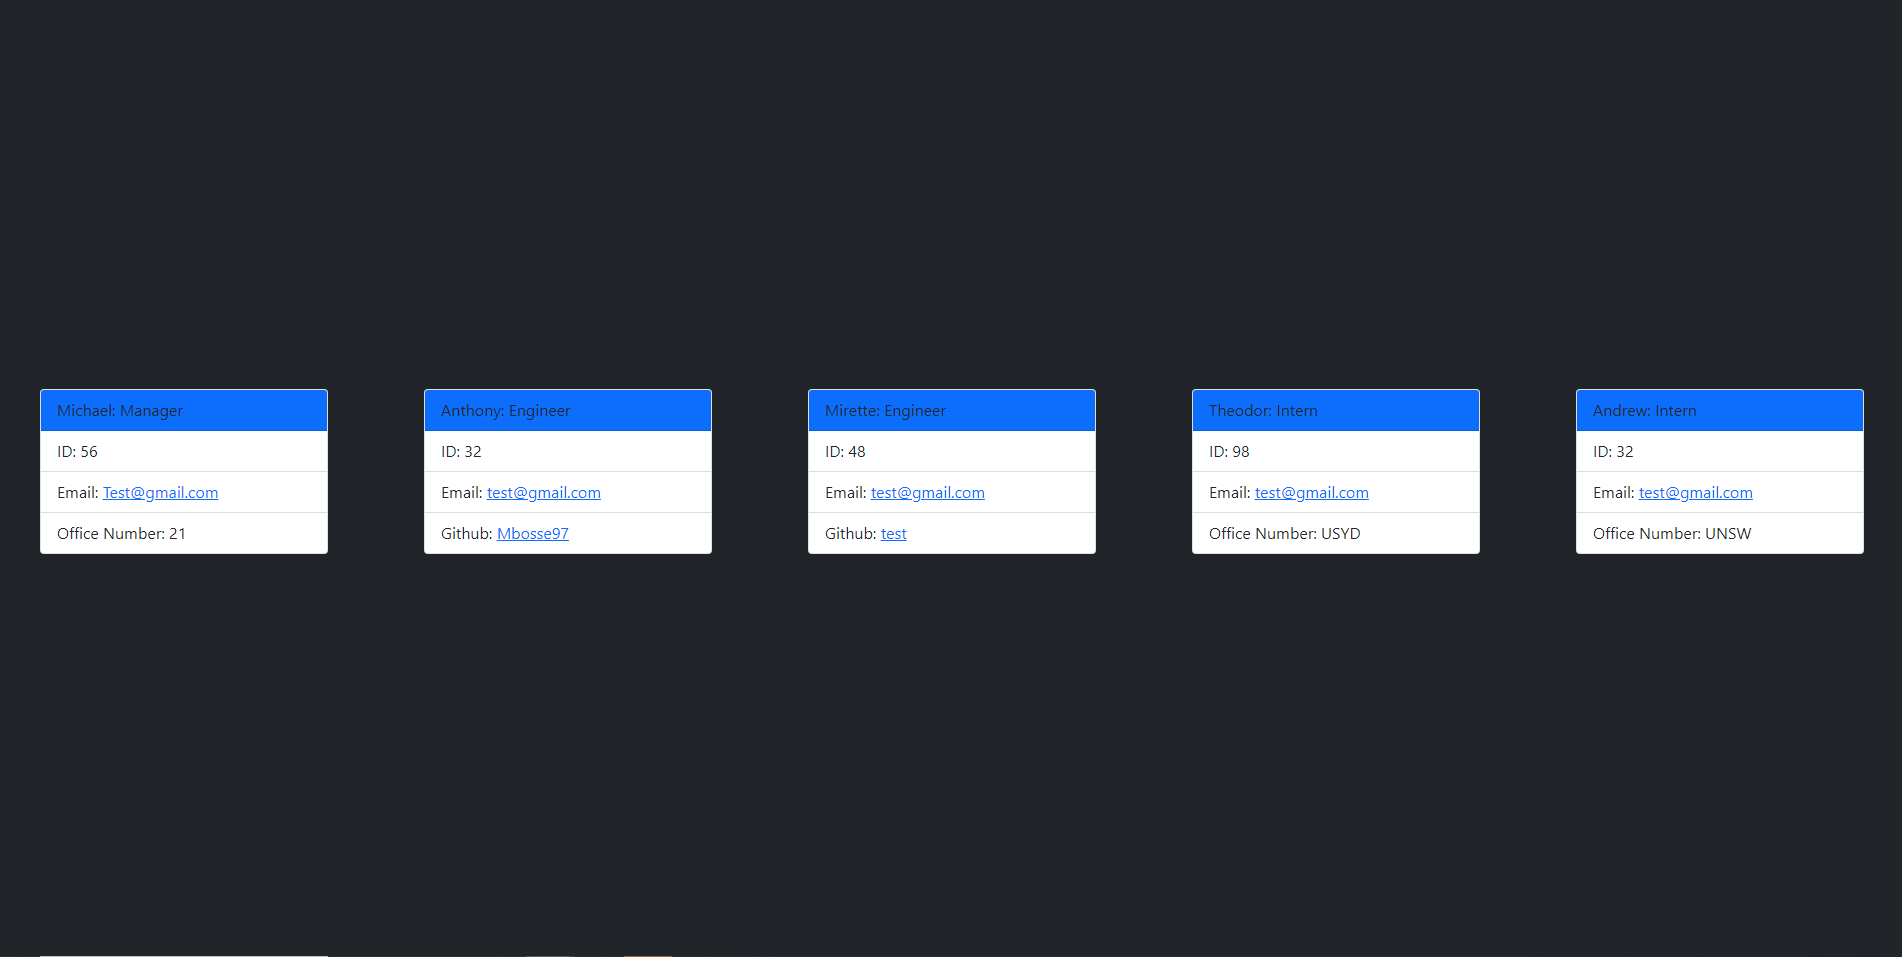 Michael: Manager
ID: 56
Email: Test@gmail.com
Office Number: 21
Anthony: Engineer
ID: 32
Email: test@gmail.com
Github: Mbosse97
Mirette: Engineer
ID: 48
Email: test@gmail.com
Github: test
Theodor: Intern
ID: 98
Email: test@gmail.com
Office Number: USYD
Andrew: Intern
ID: 32
Email: test@gmail.com
Office Number: UNSW